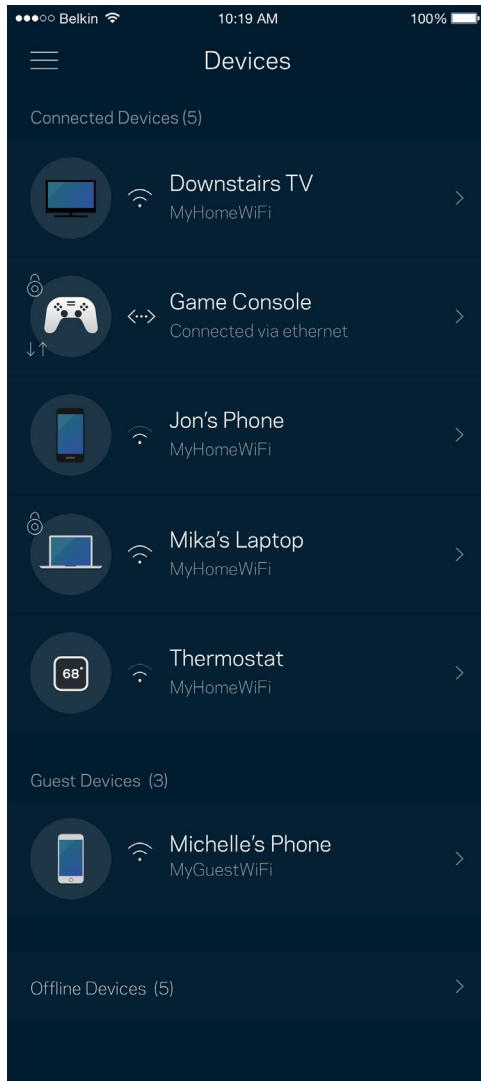 Belkin 10:19 AM 100%
Devices
Connected Devices (5)
Downstairs TV
MyHomeWiFi
Game Console
Connected via ethernet
Jon's Phone
MyHomeWiFi
Mika's Laptop
MyHomeWiFi
68°
Thermostat
MyHomeWiFi
Guest Devices (3)
Michelle's Phone
MyGuestWiFi
Offline Devices (5)